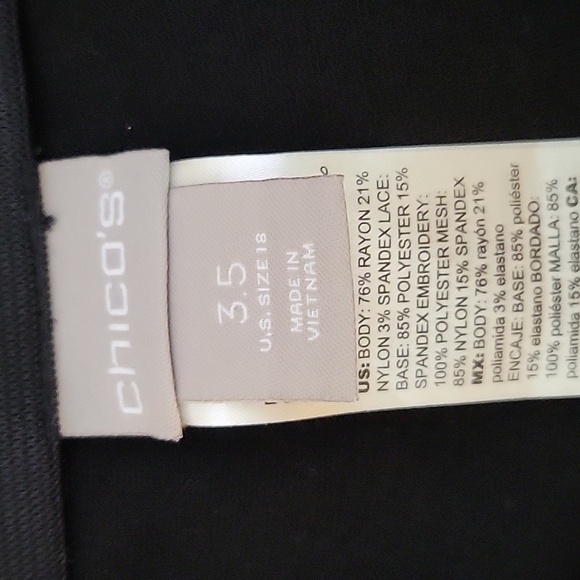 chico's®
3.5
U.S. SIZE 18
MADE IN
VIETNAM
US: BODY: 76% RAYON 21%
NYLON 3% SPANDEX LACE:
BASE: 85% POLYESTER 15%
SPANDEX EMBROIDERY:
100% POLYESTER MESH:
85% NYLON 15% SPANDEX
MX: BODY: 76% rayón 21%
poliamida 3% elastano
ENCAJE: BASE: 85% poliéster
15% elastano BORDADO:
100% poliéster MALLA: 85%
poliamida 15% elastano CA: